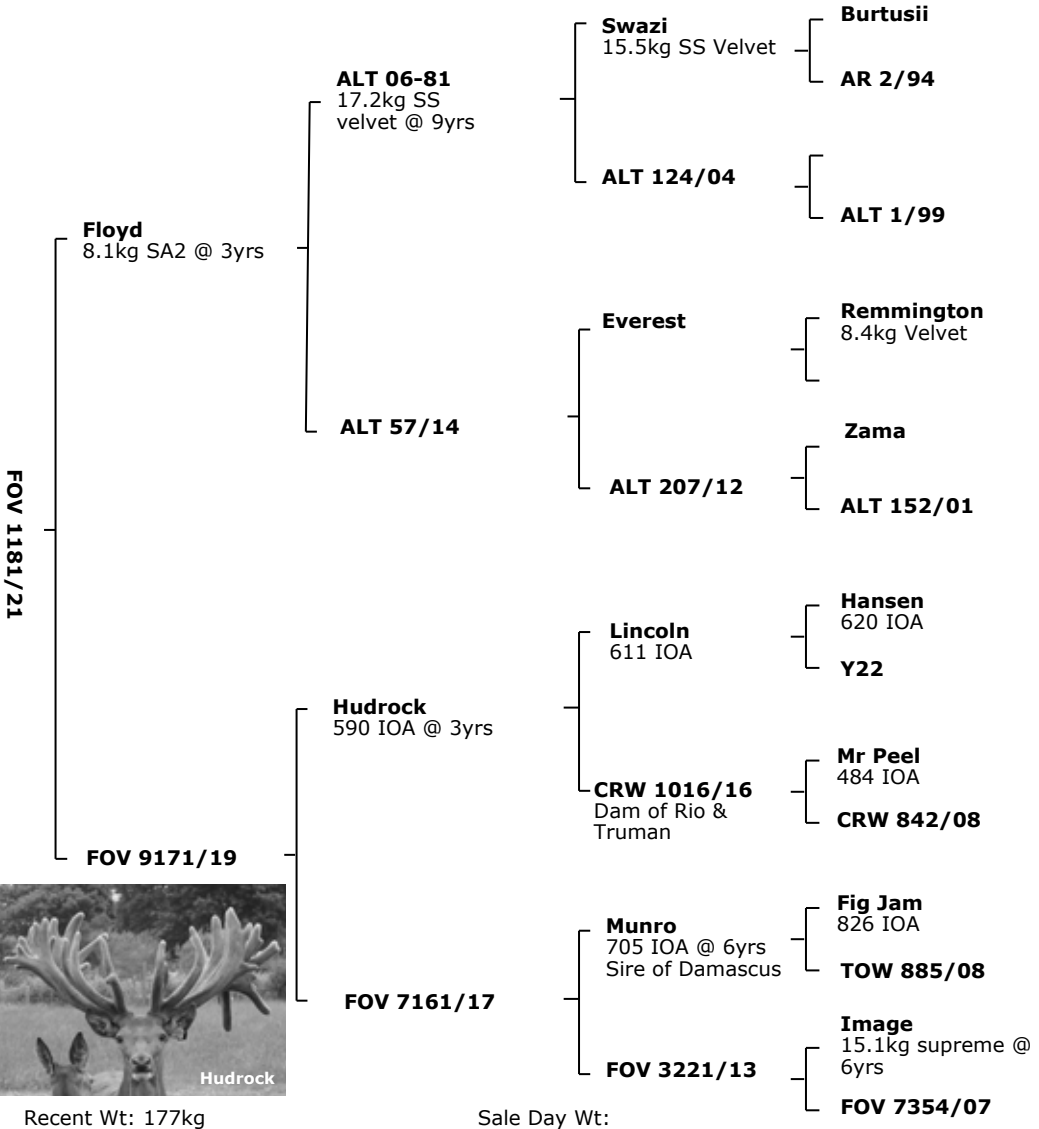 Burtusii
Swazi
15.5kg SS Velvet
AR 2/94
ALT 06-81
17.2kg SS
velvet @ 9yrs
ALT 124/04
ALT 1/99
Floyd
8.1kg SA2 @ 3yrs
Everest
Remmington
8.4kg Velvet
ALT 57/14
Zama
ALT 207/12
ALT 152/01
FOV 1181/21
Hansen
620 IOA
Lincoln
611 IOA
Y22
Hudrock
590 IOA @ 3yrs
Mr Peel
484 IOA
CRW 1016/16
Dam of Rio &
Truman
CRW 842/08
FOV 9171/19
Fig Jam
826 IOA
Munro
705 IOA @ 6yrs
Sire of Damascus
TOW 885/08
FOV 7161/17
Image
15.1kg supreme @
6yrs
FOV 3221/13
FOV 7354/07
Hudrock
Recent Wt: 177kg
Sale Day Wt: